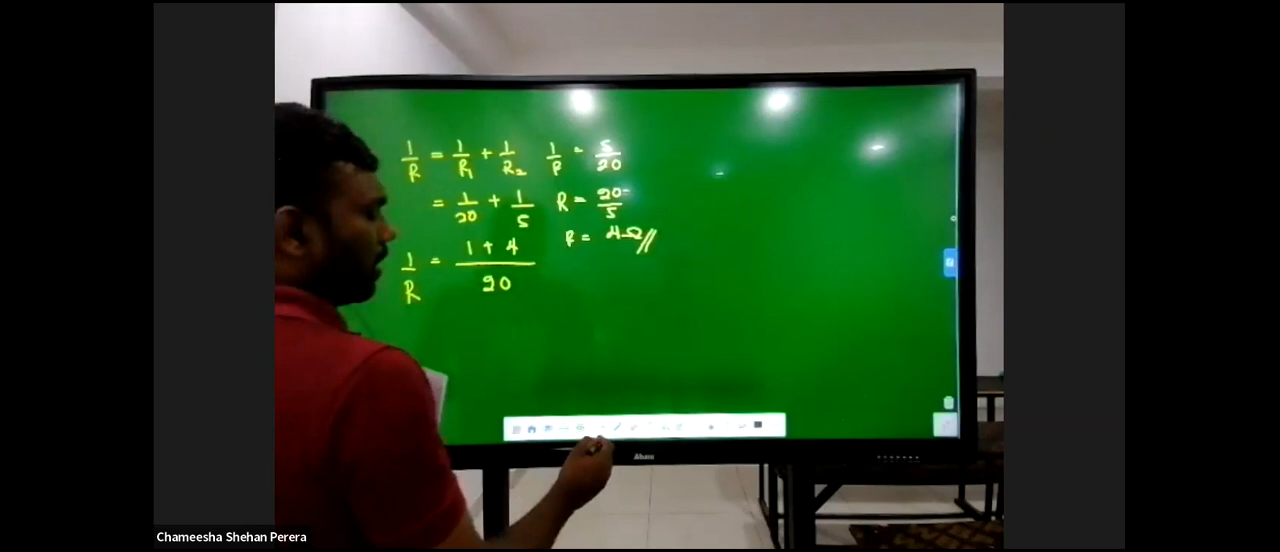 1/R = 1/R₁ + 1/R₂
= 1/20 + 1/5
1/R = (1 + 4)/20
1/R = 5/20
R = 20/5
R = 4Ω //
Abans
Chameesha Shehan Perera